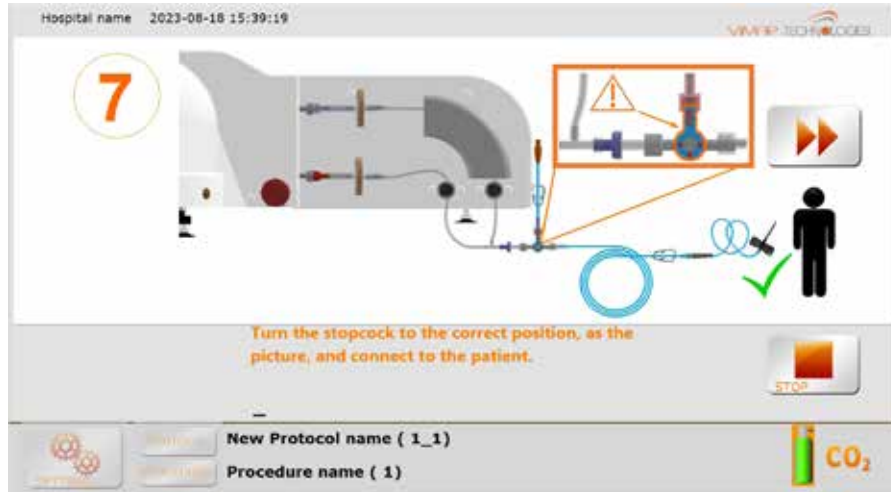 Hospital name 2023-08-18 15:39:19
VIMAP TECHNOLOGIES
7
Turn the stopcock to the correct position, as the
picture, and connect to the patient.
STOP
New Protocol name ( 1_1)
Procedure name ( 1)
CO₂